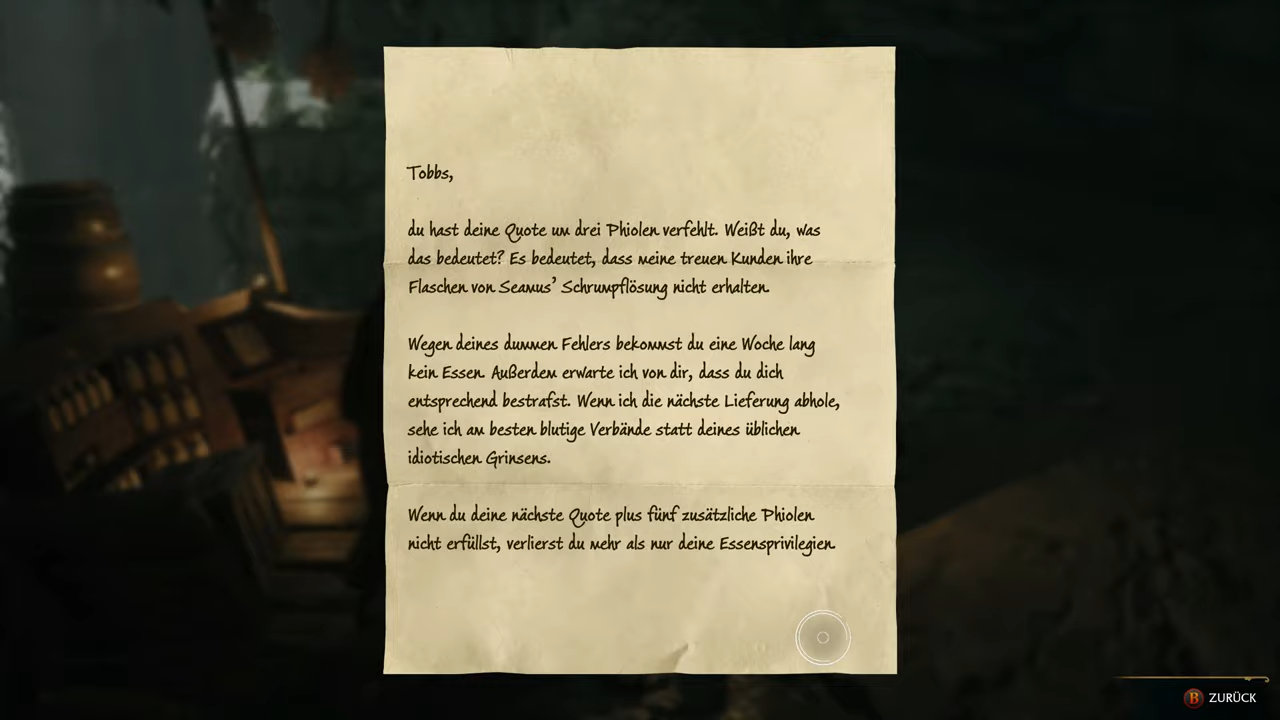 Tobbs,
du hast deine Quote um drei Phiolen verfehlt. Weißt du, was
das bedeutet? Es bedeutet, dass meine treuen Kunden ihre
Flaschen von Seamus' Schrumpflösung nicht erhalten.
Wegen deines dummen Fehlers bekommst du eine Woche lang
kein Essen. Außerdem erwarte ich von dir, dass du dich
entsprechend bestrafst. Wenn ich die nächste Lieferung abhole,
sehe ich am besten blutige Verbände statt deines üblichen
idiotischen Grinsens.
Wenn du deine nächste Quote plus fünf zusätzliche Phiolen
nicht erfüllst, verlierst du mehr als nur deine Essensprivilegien.
B ZURÜCK